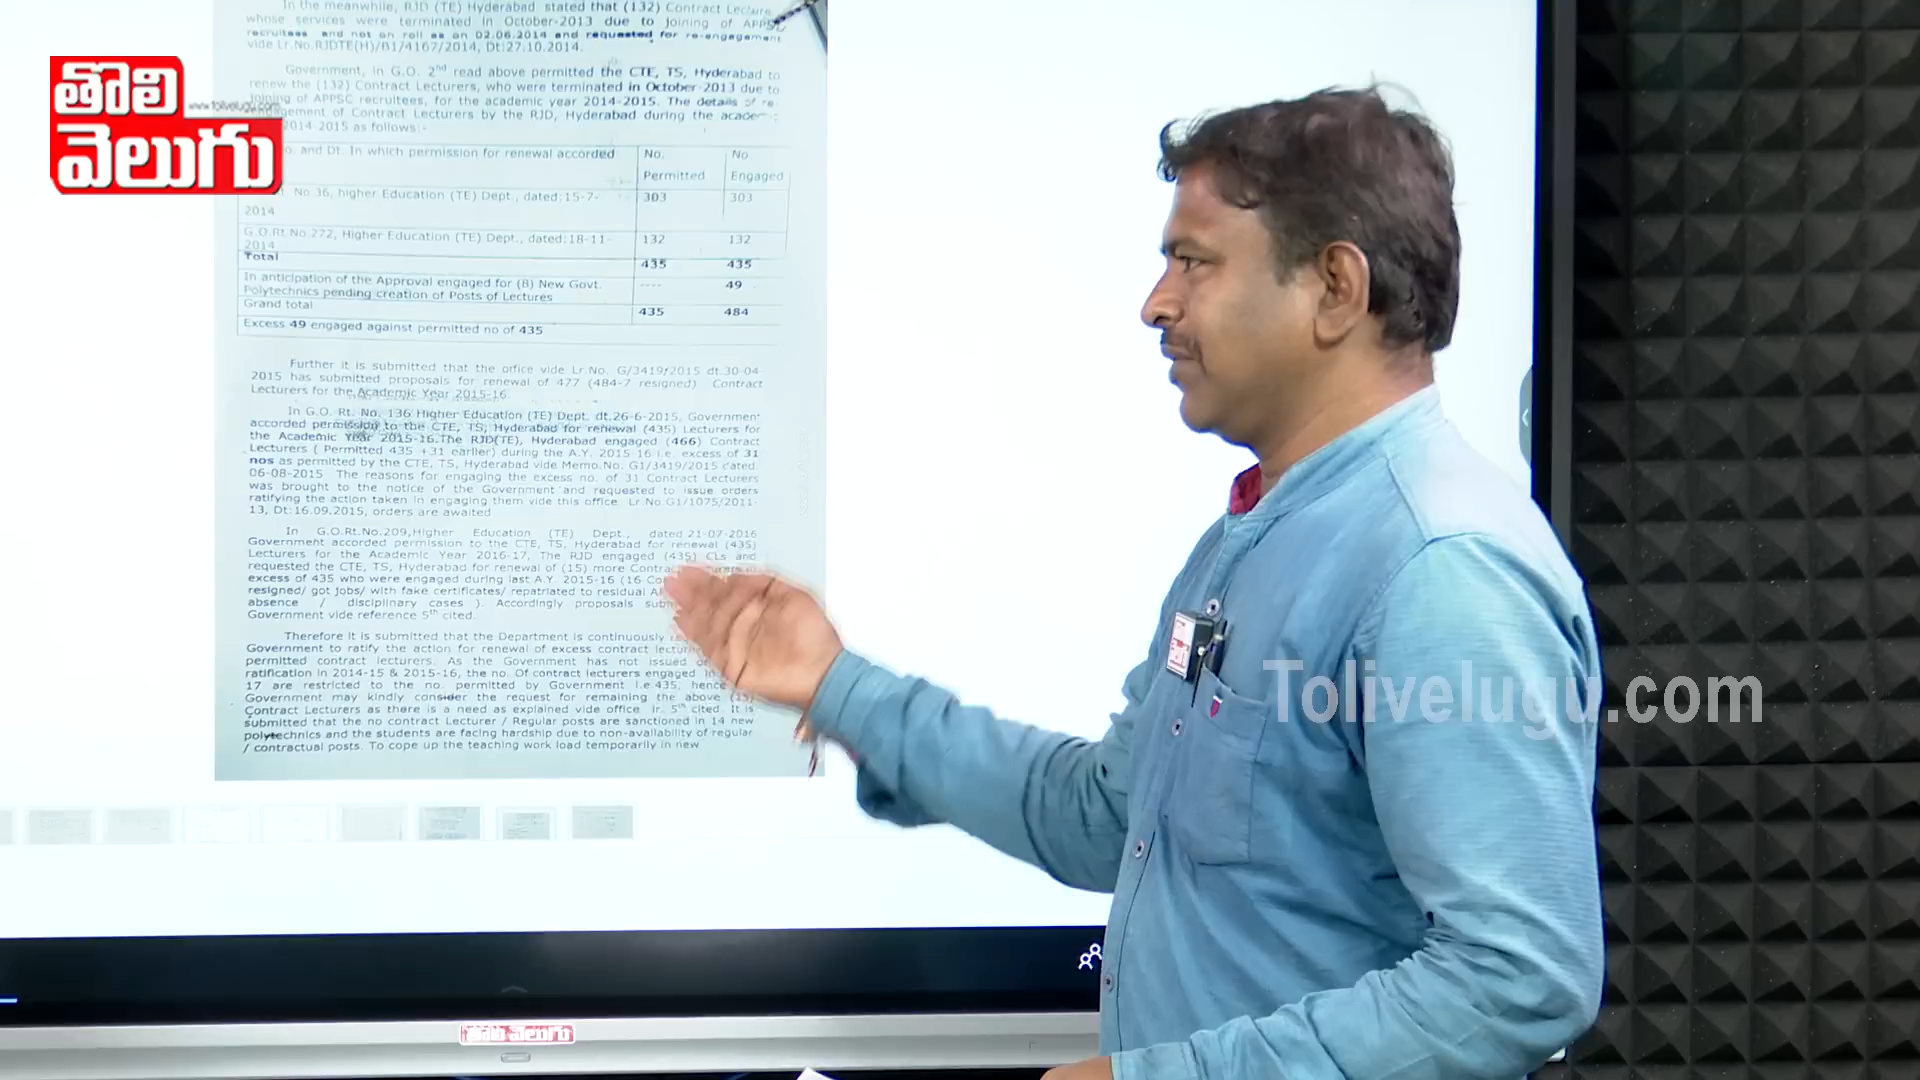 In the meanwhile, RJD (TE) Hyderabad stated that (132) Contract
whose services were terminated in October-2013 due to joining of APPSC
recruitees and not on roll as on 02.06.2014 and requested for re-engagement
vide Lr.No.RJDTE(H)/B1/4167/2014, Dt:27.10.2014.
Government, in G.O. 2nd read above permitted the CTE, TS, Hyderabad to
renew the (132) Contract Lecturers, who were terminated in October-2013 due to
joining of APPSC recruitees, for the academic year 2014-2015. The details of re-
engagement of Contract Lecturers by the RJD, Hyderabad during the
2014-2015 as follows:-
తొలి
వెలుగు
www.tolivelugu.com
and Dt. In which permission for renewal accorded
No. Permitted
No. Engaged
No.36, higher Education (TE) Dept., dated:15-7-
2014
303 303
G.O.Rt.No.272, Higher Education (TE) Dept., dated:18-11-
2014
132 132
Total 435 435
In anticipation of the Approval engaged for (8) New Govt.
Polytechnics pending creation of Posts of Lectures
---- 49
Grand total 435 484
Excess 49 engaged against permitted no of 435
Further it is submitted that the office vide Lr.No. G/3419/2015 dt.30-04-
2015 has submitted proposals for renewal of 477 (484-7 resigned) Contract
Lecturers for the Academic Year 2015-16.
In G.O. Rt. No. 136 Higher Education (TE) Dept. dt.26-6-2015, Government
accorded permission to the CTE, TS, Hyderabad for renewal (435) Lecturers for
the Academic Year 2015-16.The RJD(TE), Hyderabad engaged (466) Contract
Lecturers ( Permitted 435 +31 earlier) during the A.Y. 2015-16 i.e. excess of 31
nos as permitted by the CTE, TS, Hyderabad vide Memo.No. G1/3419/2015 dated.
06-08-2015. The reasons for engaging the excess no. of 31 Contract Lecturers
was brought to the notice of the Government and requested to issue orders
ratifying the action taken in engaging them vide this office Lr.No.G1/1075/2011-
13, Dt:16.09.2015, orders are awaited
In G.O.Rt.No.209,Higher Education (TE) Dept., dated 21-07-2016
Government accorded permission to the CTE, TS, Hyderabad for renewal (435)
Lecturers for the Academic Year 2016-17. The RJD engaged (435) CLs and
requested the CTE, TS, Hyderabad for renewal of (15) more
excess of 435 who were engaged during last A.Y. 2015-16 (16
resigned/ got jobs/ with fake certificates/ repatriated to residual
absence / disciplinary cases ). Accordingly proposals
Government vide reference 5th cited.
Therefore it is submitted that the Department is continuously
Government to ratify the action for renewal of excess contract
permitted contract lecturers. As the Government has not issued
ratification in 2014-15 & 2015-16, the no. Of contract lecturers engaged
17 are restricted to the no. permitted by Government i.e.435, hence
Government may kindly consider the request for remaining the above (15)
Contract Lecturers as there is a need as explained vide office lr. 5th cited. It is
submitted that the no contract Lecturer / Regular posts are sanctioned in 14 new
polytechnics and the students are facing hardship due to non-availability of regular
/ contractual posts. To cope up the teaching work load temporarily in new
Tolivelugu.com
తొలి వెలుగు